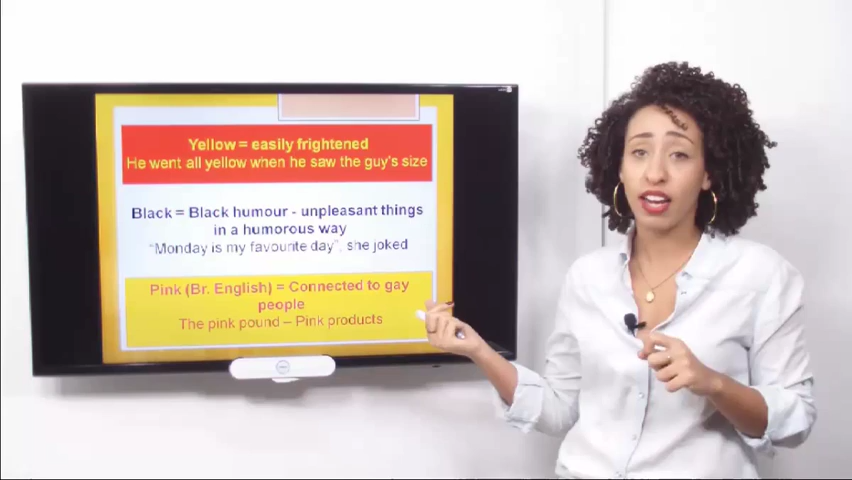 Yellow = easily frightened
He went all yellow when he saw the guy's size
Black = Black humour - unpleasant things
in a humorous way
“Monday is my favourite day”, she joked
Pink (Br. English) = Connected to gay
people
The pink pound – Pink products